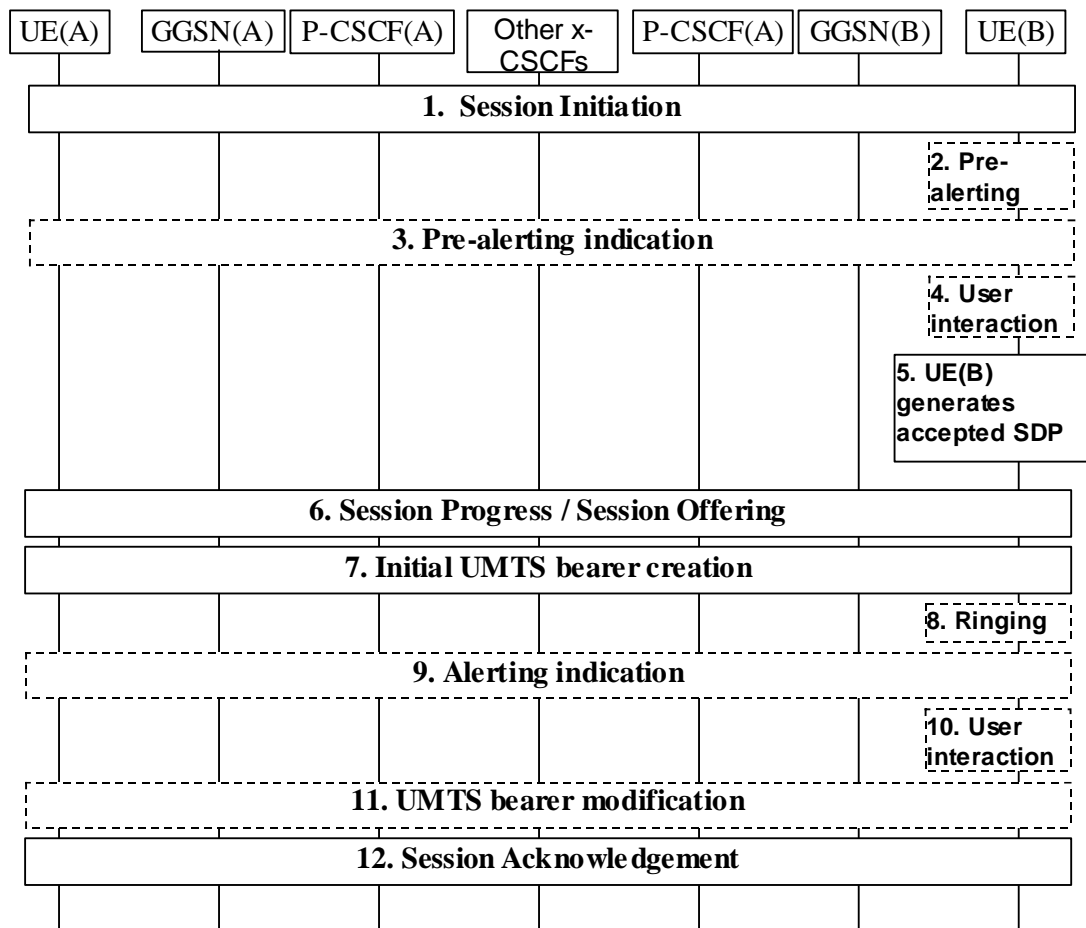 UE(A) GGSN(A) P-CSCF(A) Other x- P-CSCF(A) GGSN(B) UE(B)
CSCFs
1. Session Initiation
2. Pre-
alerting
3. Pre-alerting indication
4. User
interaction
5. UE(B)
generates
accepted SDP
6. Session Progress / Session Offering
7. Initial UMTS bearer creation
8. Ringing
9. Alerting indication
10. User
interaction
11. UMTS bearer modification
12. Session Acknowledgement